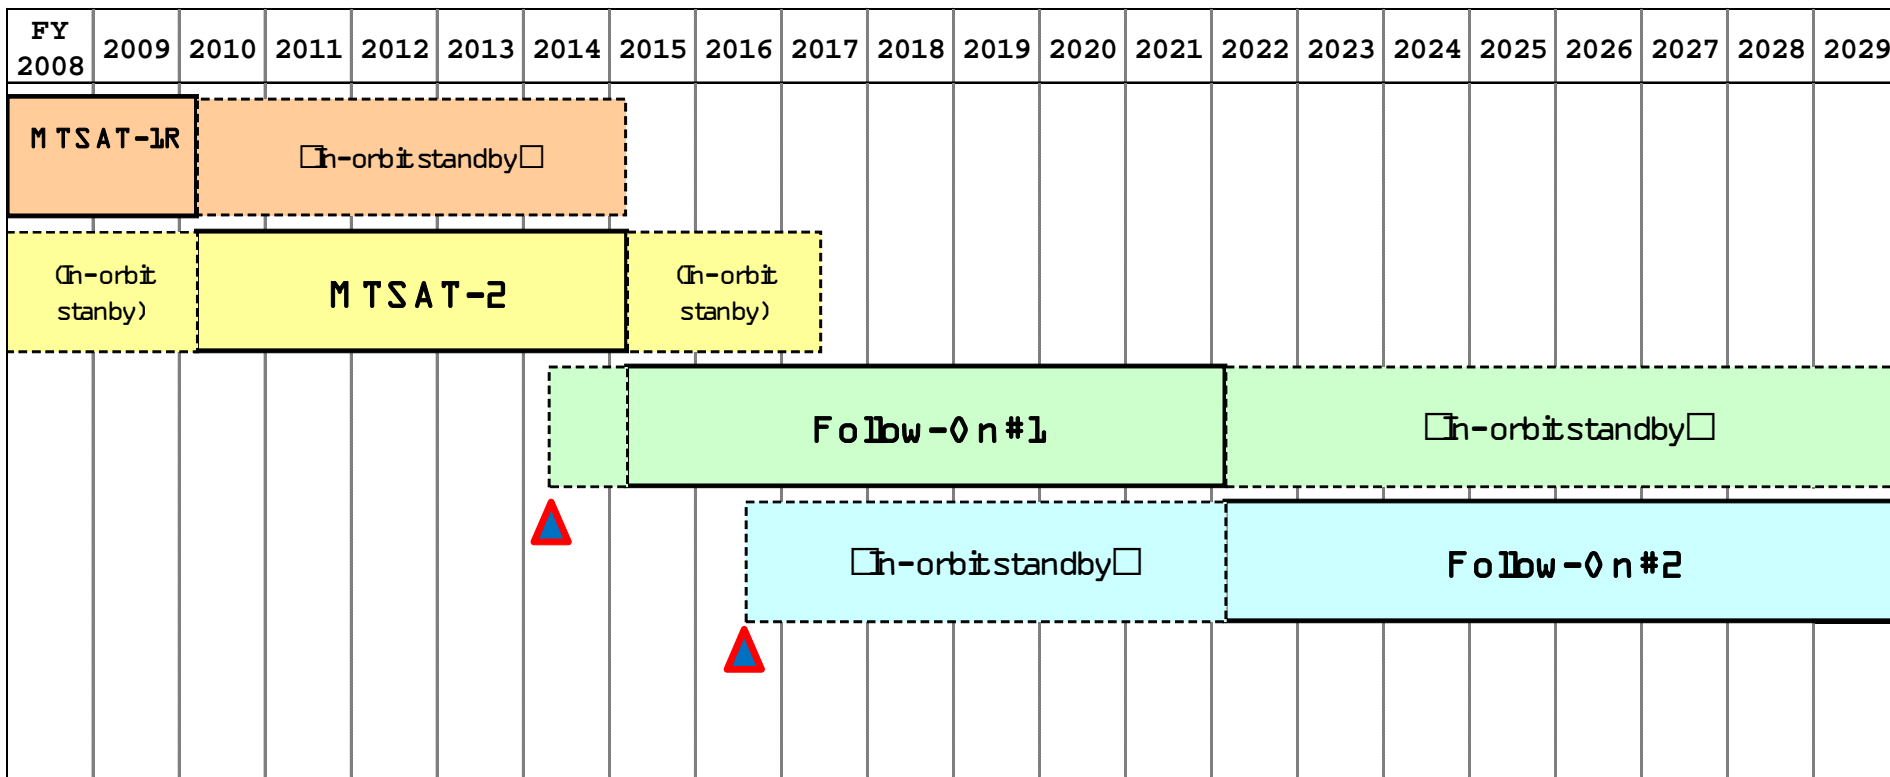 FY
2008 2009 2010 2011 2012 2013 2014 2015 2016 2017 2018 2019 2020 2021 2022 2023 2024 2025 2026 2027 2028 2029
MTSAT-1R
□In-orbit standby□
(In-orbit
stanby)
MTSAT-2
(In-orbit
stanby)
Follow-On#1
□In-orbit standby□
□In-orbit standby□
Follow-On#2